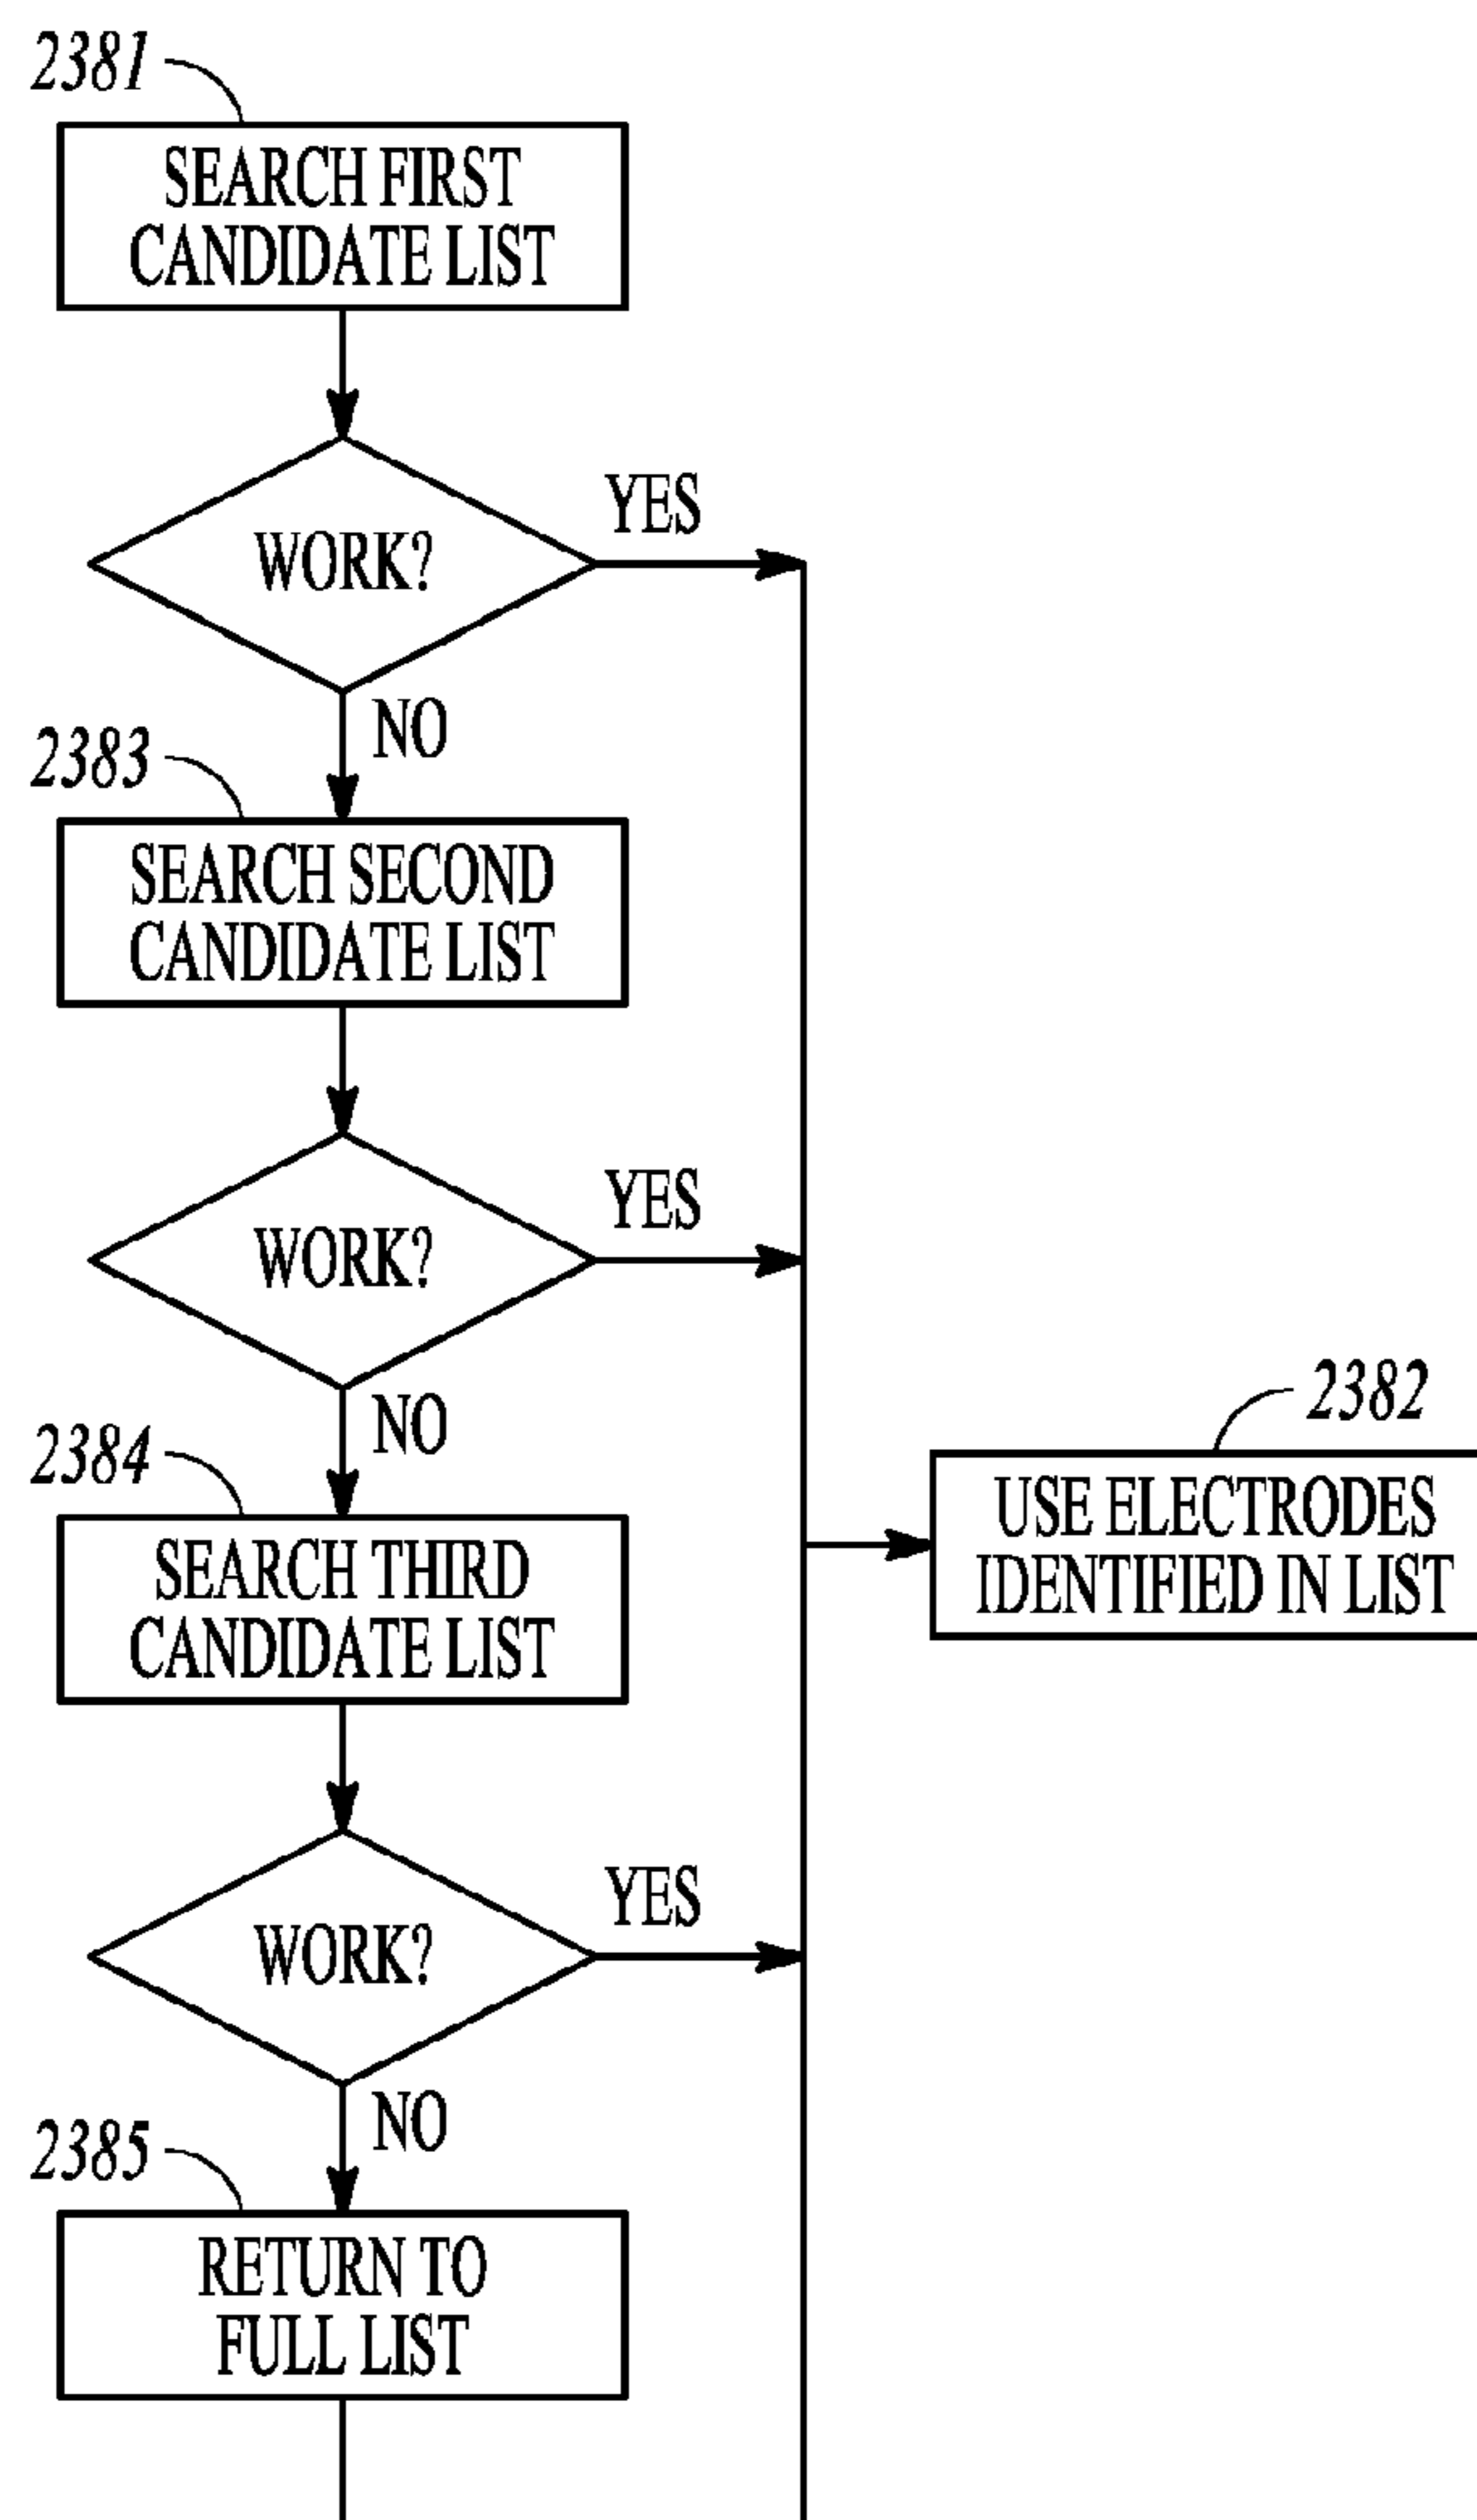 2381
SEARCH FIRST
CANDIDATE LIST
WORK?
YES
NO
2383
SEARCH SECOND
CANDIDATE LIST
WORK?
YES
NO
2382
USE ELECTRODES
IDENTIFIED IN LIST
2384
SEARCH THIRD
CANDIDATE LIST
WORK?
YES
NO
2385
RETURN TO
FULL LIST